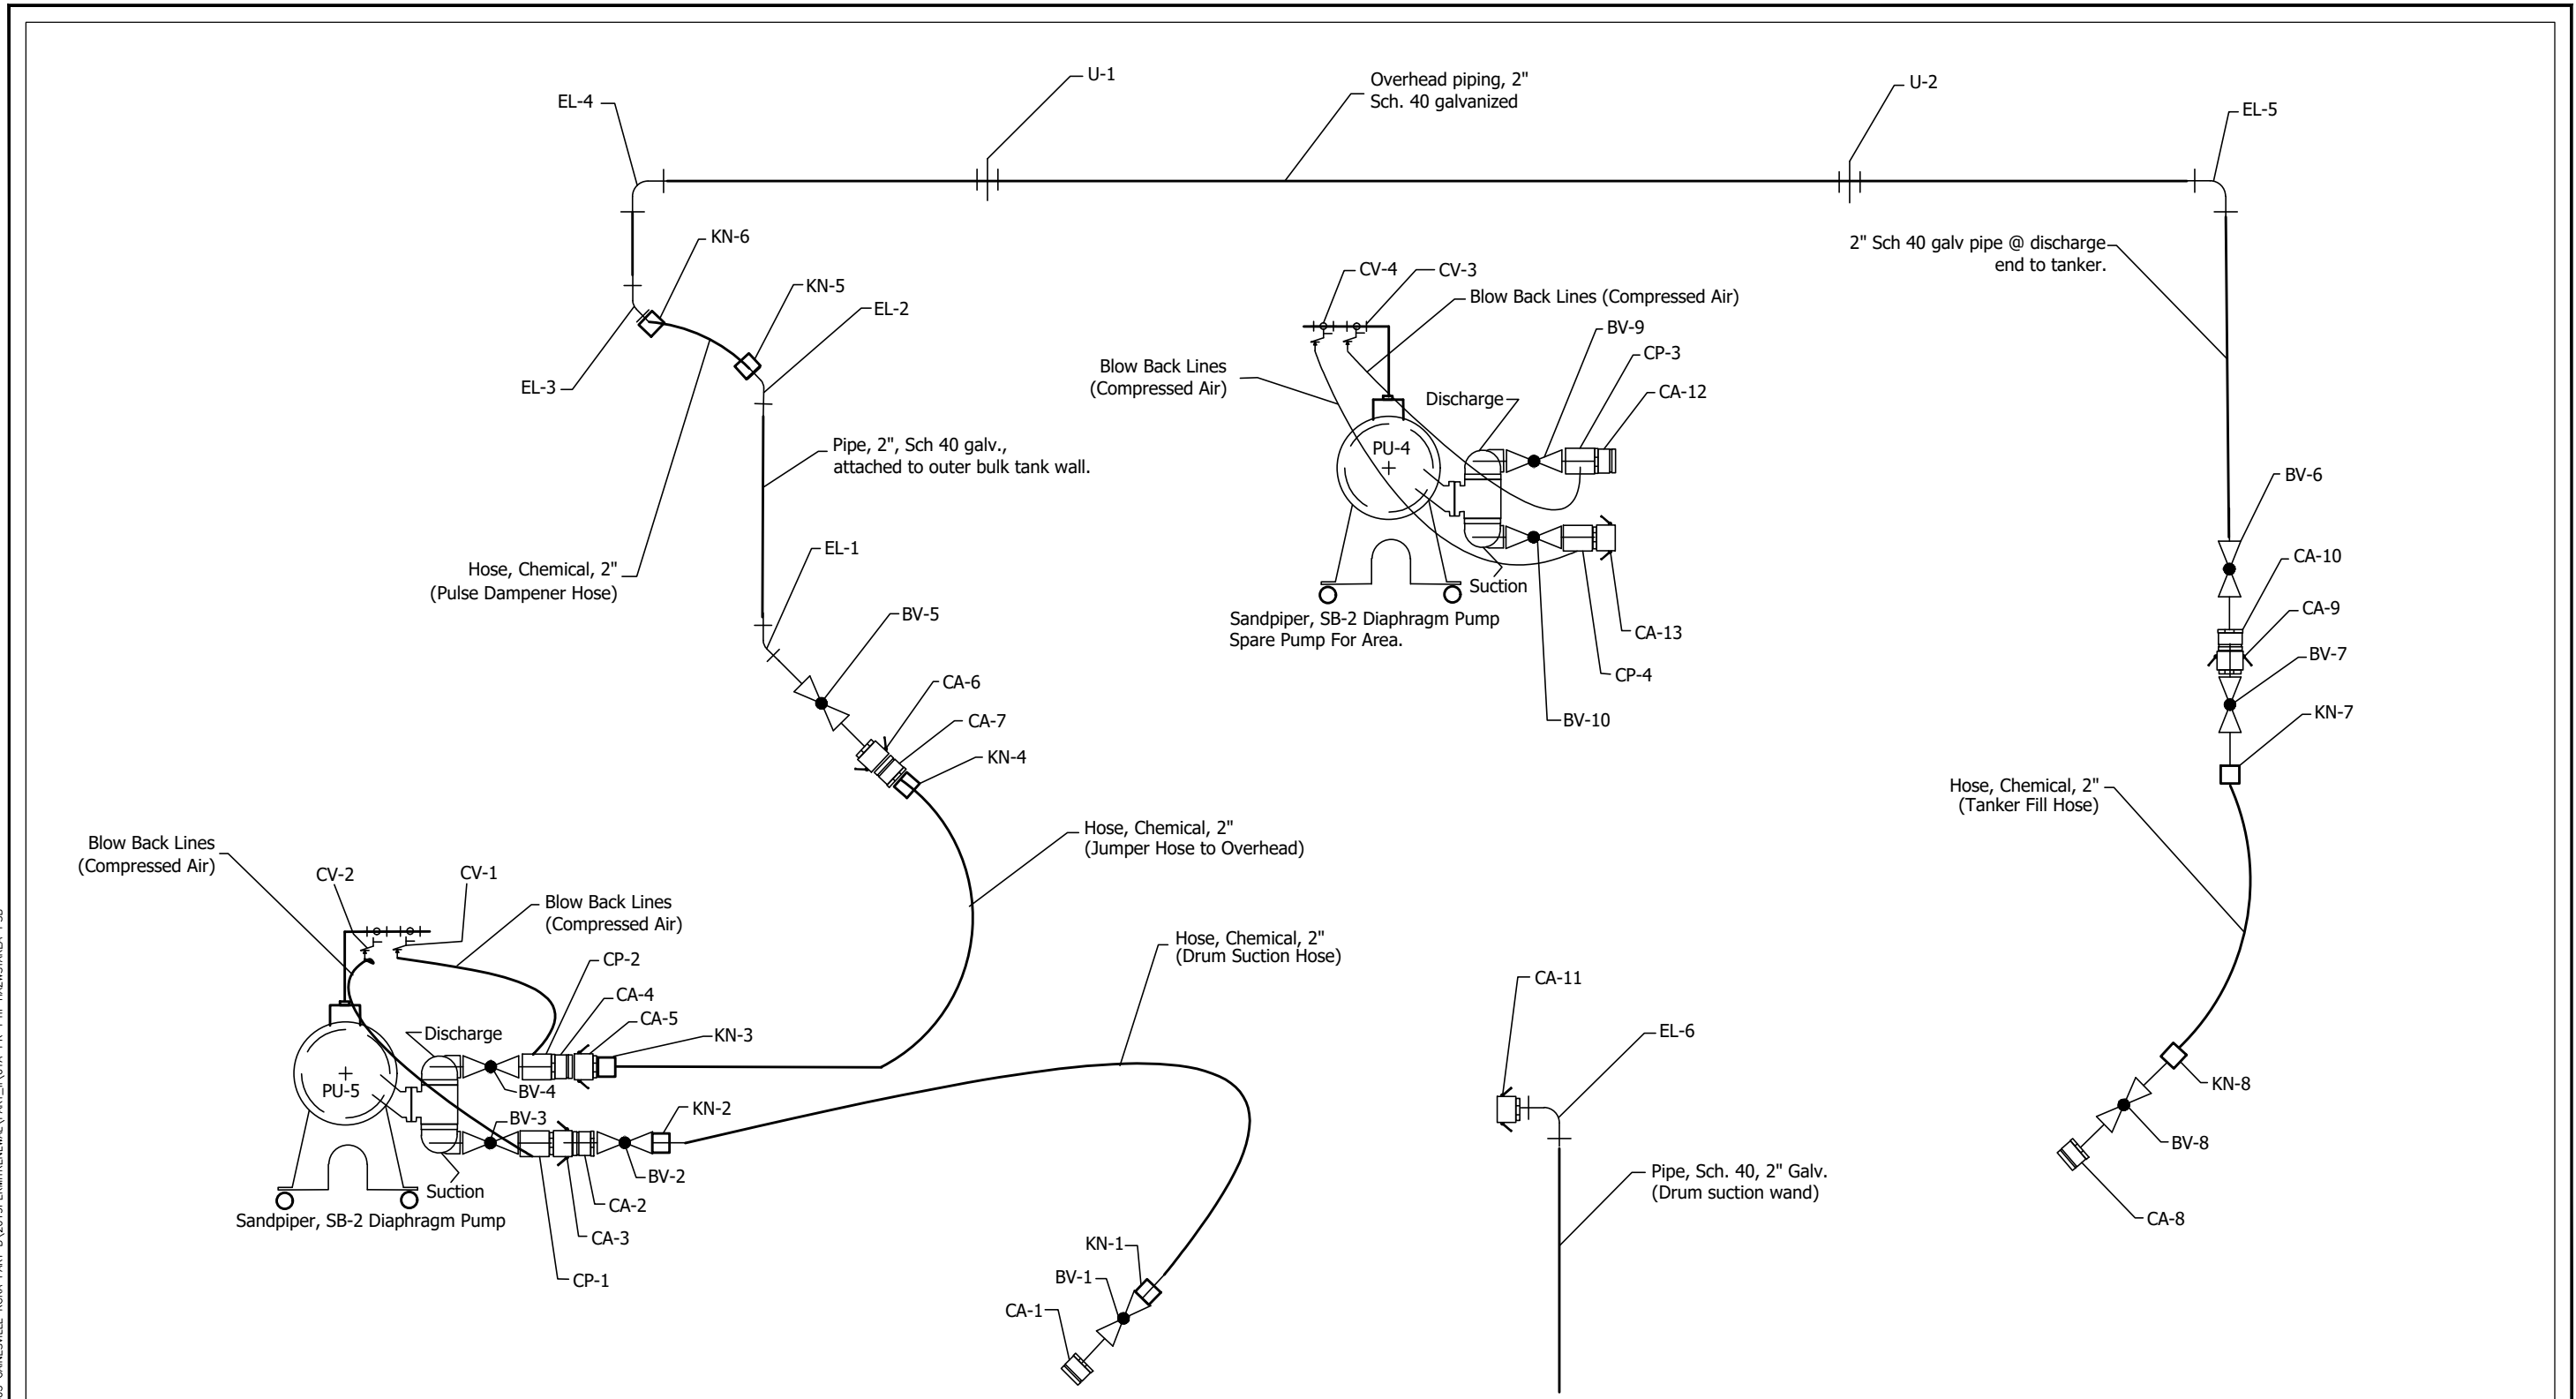 U-1
Overhead piping, 2"
Sch. 40 galvanized
U-2
EL-4
EL-5
KN-6
2" Sch 40 galv pipe @ discharge
end to tanker.
CV-4
CV-3
KN-5
Blow Back Lines (Compressed Air)
EL-2
BV-9
CP-3
Blow Back Lines
(Compressed Air)
EL-3
CA-12
Discharge
Pipe, 2", Sch 40 galv.,
attached to outer bulk tank wall.
PU-4
BV-6
EL-1
CA-10
Hose, Chemical, 2"
(Pulse Dampener Hose)
Suction
CA-9
BV-5
Sandpiper, SB-2 Diaphragm Pump
Spare Pump For Area.
CA-13
BV-7
CP-4
CA-6
CA-7
BV-10
KN-7
KN-4
Hose, Chemical, 2"
(Tanker Fill Hose)
Hose, Chemical, 2"
(Jumper Hose to Overhead)
Blow Back Lines
(Compressed Air)
CV-2
CV-1
Blow Back Lines
(Compressed Air)
Hose, Chemical, 2"
(Drum Suction Hose)
CP-2
CA-11
CA-4
CA-5
Discharge
KN-3
EL-6
PU-5
BV-4
KN-8
BV-3
KN-2
BV-8
Suction
BV-2
Pipe, Sch. 40, 2" Galv.
(Drum suction wand)
CA-2
Sandpiper, SB-2 Diaphragm Pump
CA-8
CA-3
KN-1
CP-1
BV-1
CA-1